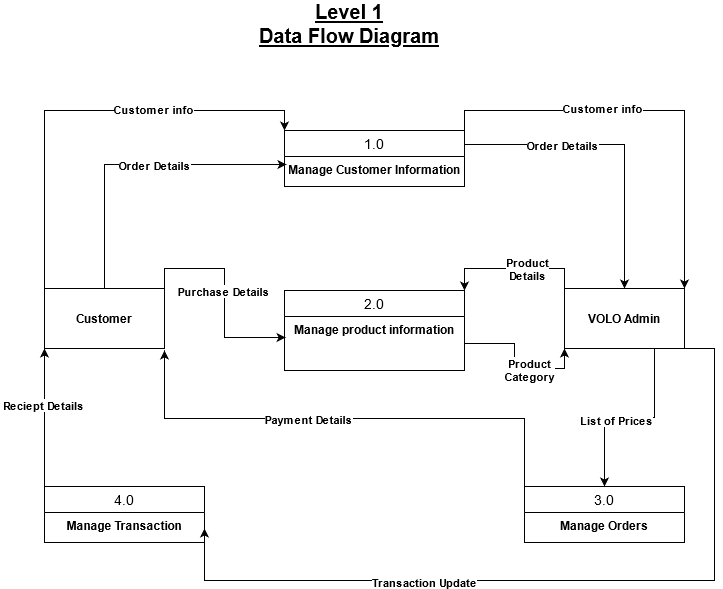 Level 1
Data Flow Diagram
Customer info
Customer info
1.0
Order Details
Order Details
Manage Customer Information
Product
Details
Purchase Details
2.0
Customer
Manage product information
VOLO Admin
Product
Category
Reciept Details
Payment Details
List of Prices
4.0
3.0
Manage Transaction
Manage Orders
Transaction Update